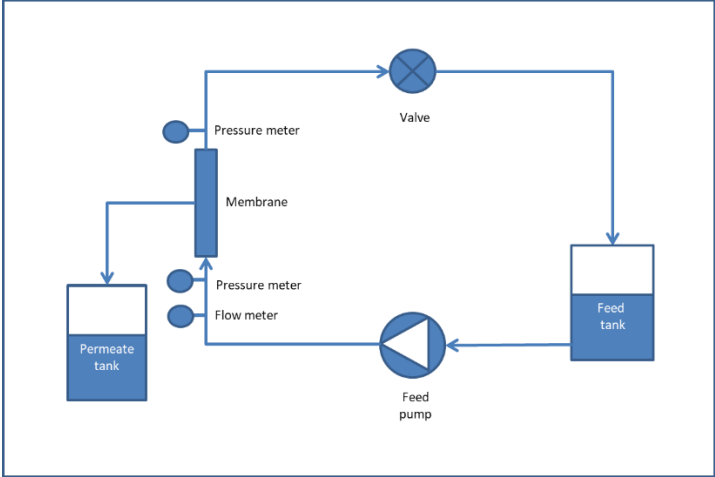 Valve
Pressure meter
Membrane
Pressure meter
Flow meter
Feed
tank
Permeate
tank
Feed
pump